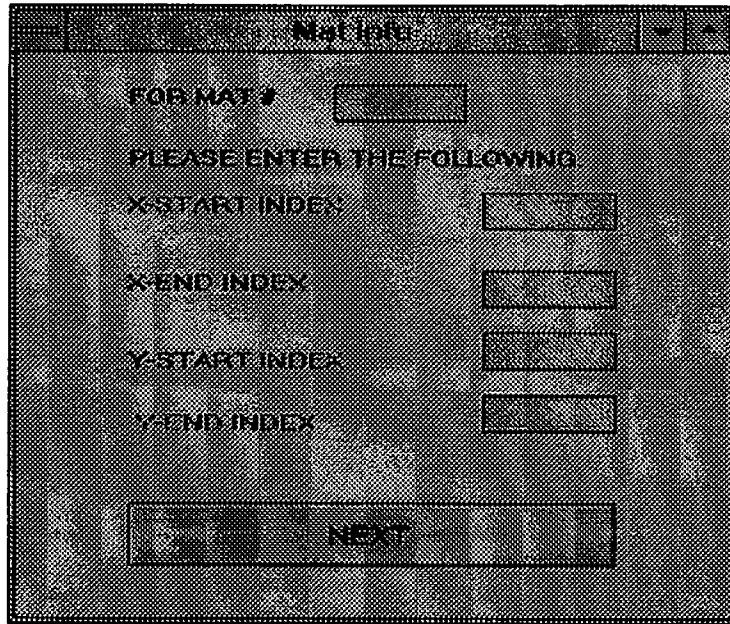 Mat Info
FOR MAT #
PLEASE ENTER THE FOLLOWING
X-START INDEX
X-END INDEX
Y-START INDEX
Y-END INDEX
NEXT